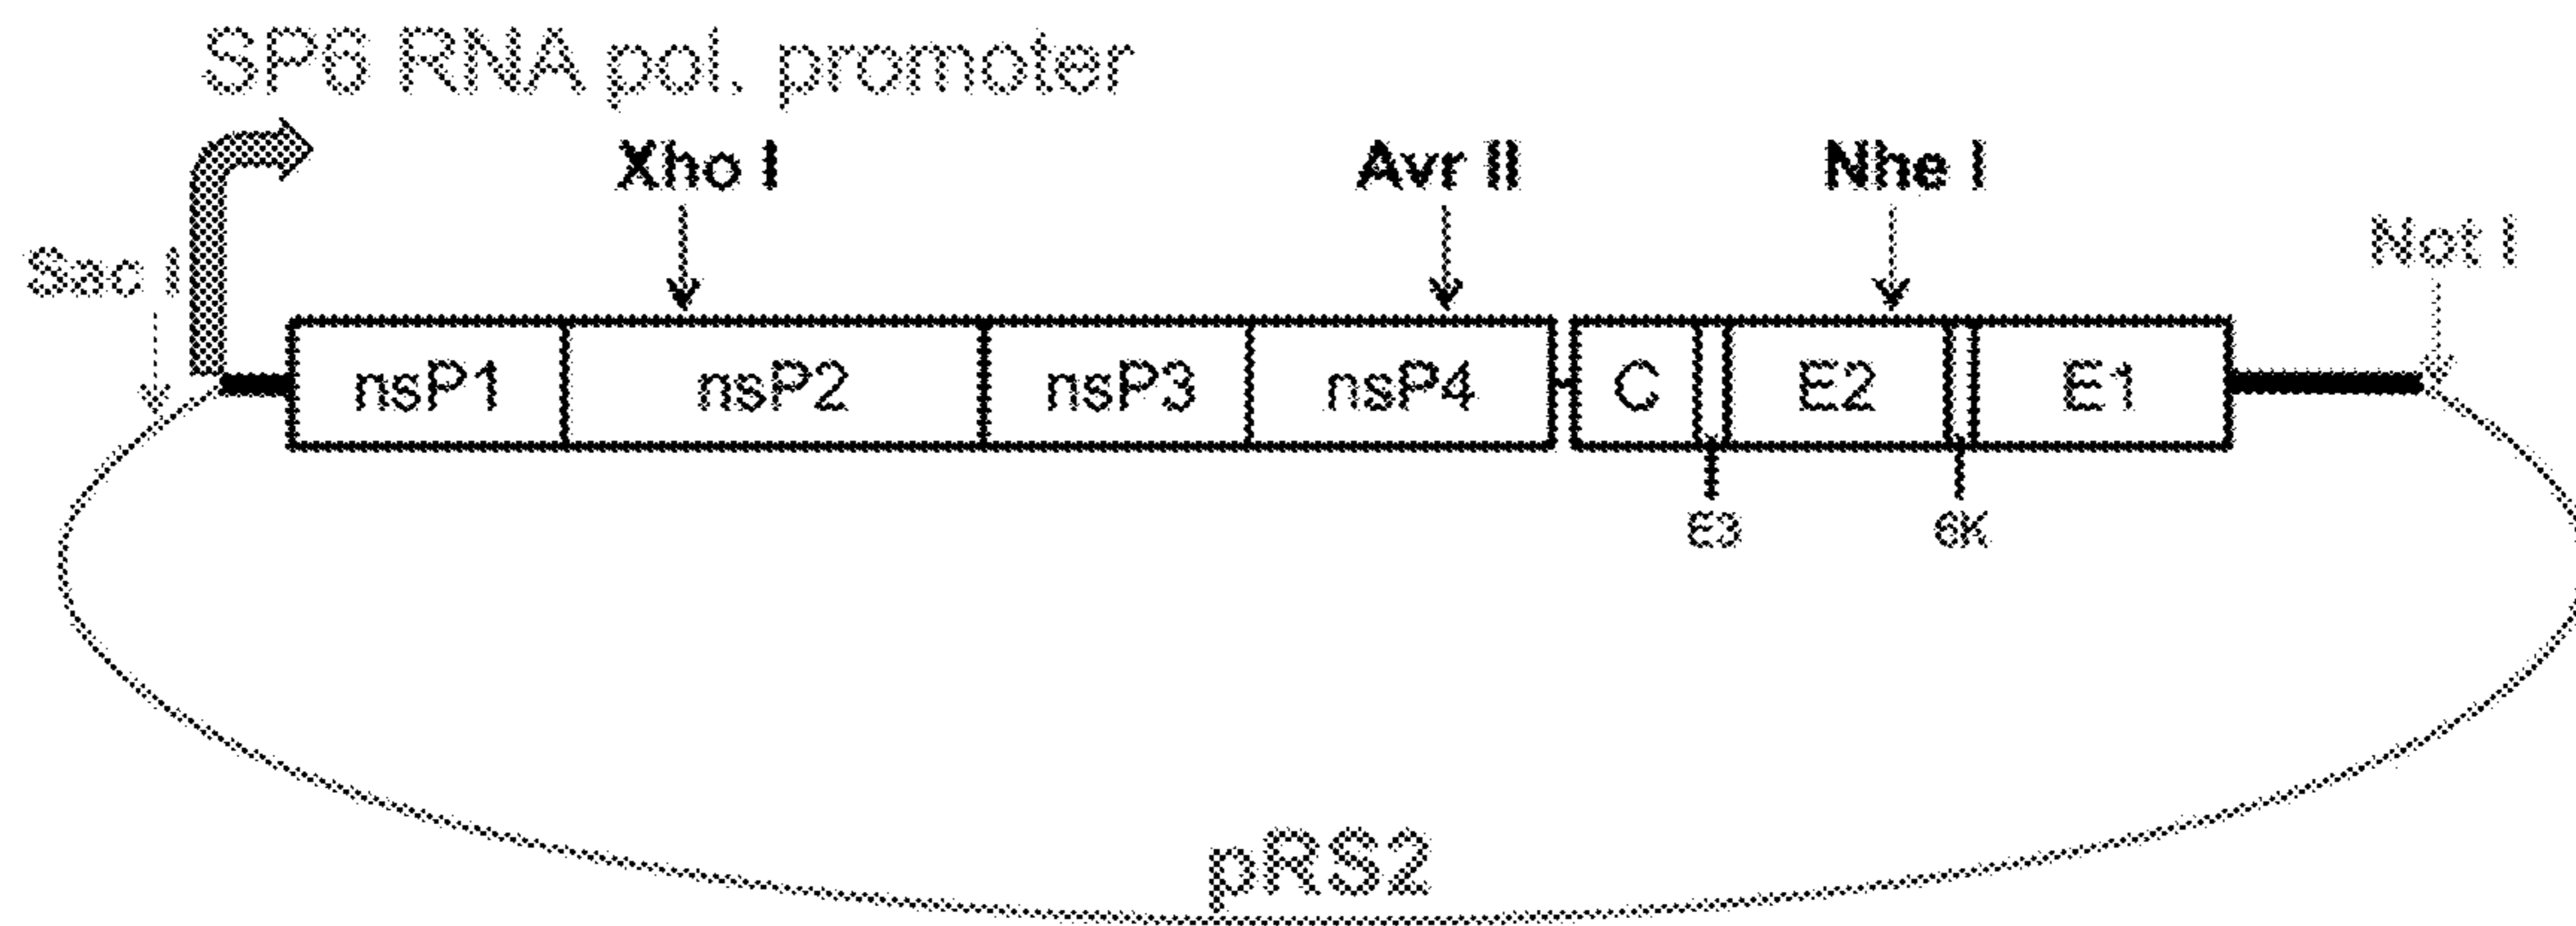 SP6 RNA pol. promoter
Xho I
Avr II
Nhe I
Sac I
Not I
nsP1
nsP2
nsP3
nsP4
C
E2
E1
E3
6K
pRS2